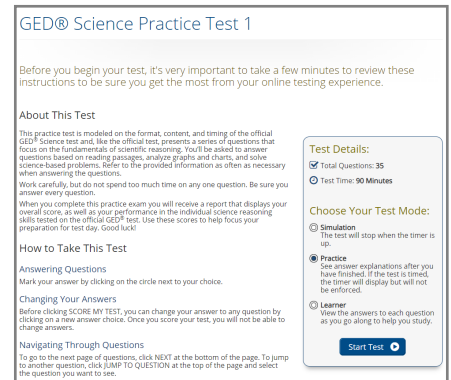 GED® Science Practice Test 1
Before you begin your test, it's very important to take a few minutes to review these
instructions to be sure you get the most from your online
testing experience.
About This Test
This practice test is modeled on the format, content, and timing of the official
GED® Science test and, like the official test, presents a series of questions that
focus on the fundamentals of scientific reasoning. You'll be asked to answer
questions based on reading passages, analyze graphs and charts, and solve
science-based problems. Refer to the provided information as often as necessary
when answering the questions.
Work carefully, but do not spend too much time on any one question. Be sure you
answer every question.
When you complete this practice exam you will receive a report that displays your
overall score, as well as your performance in the individual science reasoning
skills tested on the official GED® test. Use these scores to help focus your
preparation for test day. Good luck!
How to Take This Test
Answering Questions
Mark your answer by clicking on the circle next to your choice.
Changing Your Answers
Before clicking SCORE MY TEST, you can change your answer to any question by
clicking on a new answer choice. Once you score your test, you will not be able to
change answers.
Navigating Through Questions
To go to the next page of questions, click NEXT at the bottom of the page. To jump
to another question, click JUMP TO QUESTION at the top of the page and select
the question you want to see.
Test Details:
Total Questions: 35
Test Time: 90 Minutes
Choose Your Test Mode:
Simulation
The test will stop when the timer is
up.
Practice
See answer explanations after you
have finished. if the test is timed,
the timer will display but will not
be enforced.
Learner
View the answers to each question
as you go along to help you study.
Start Test